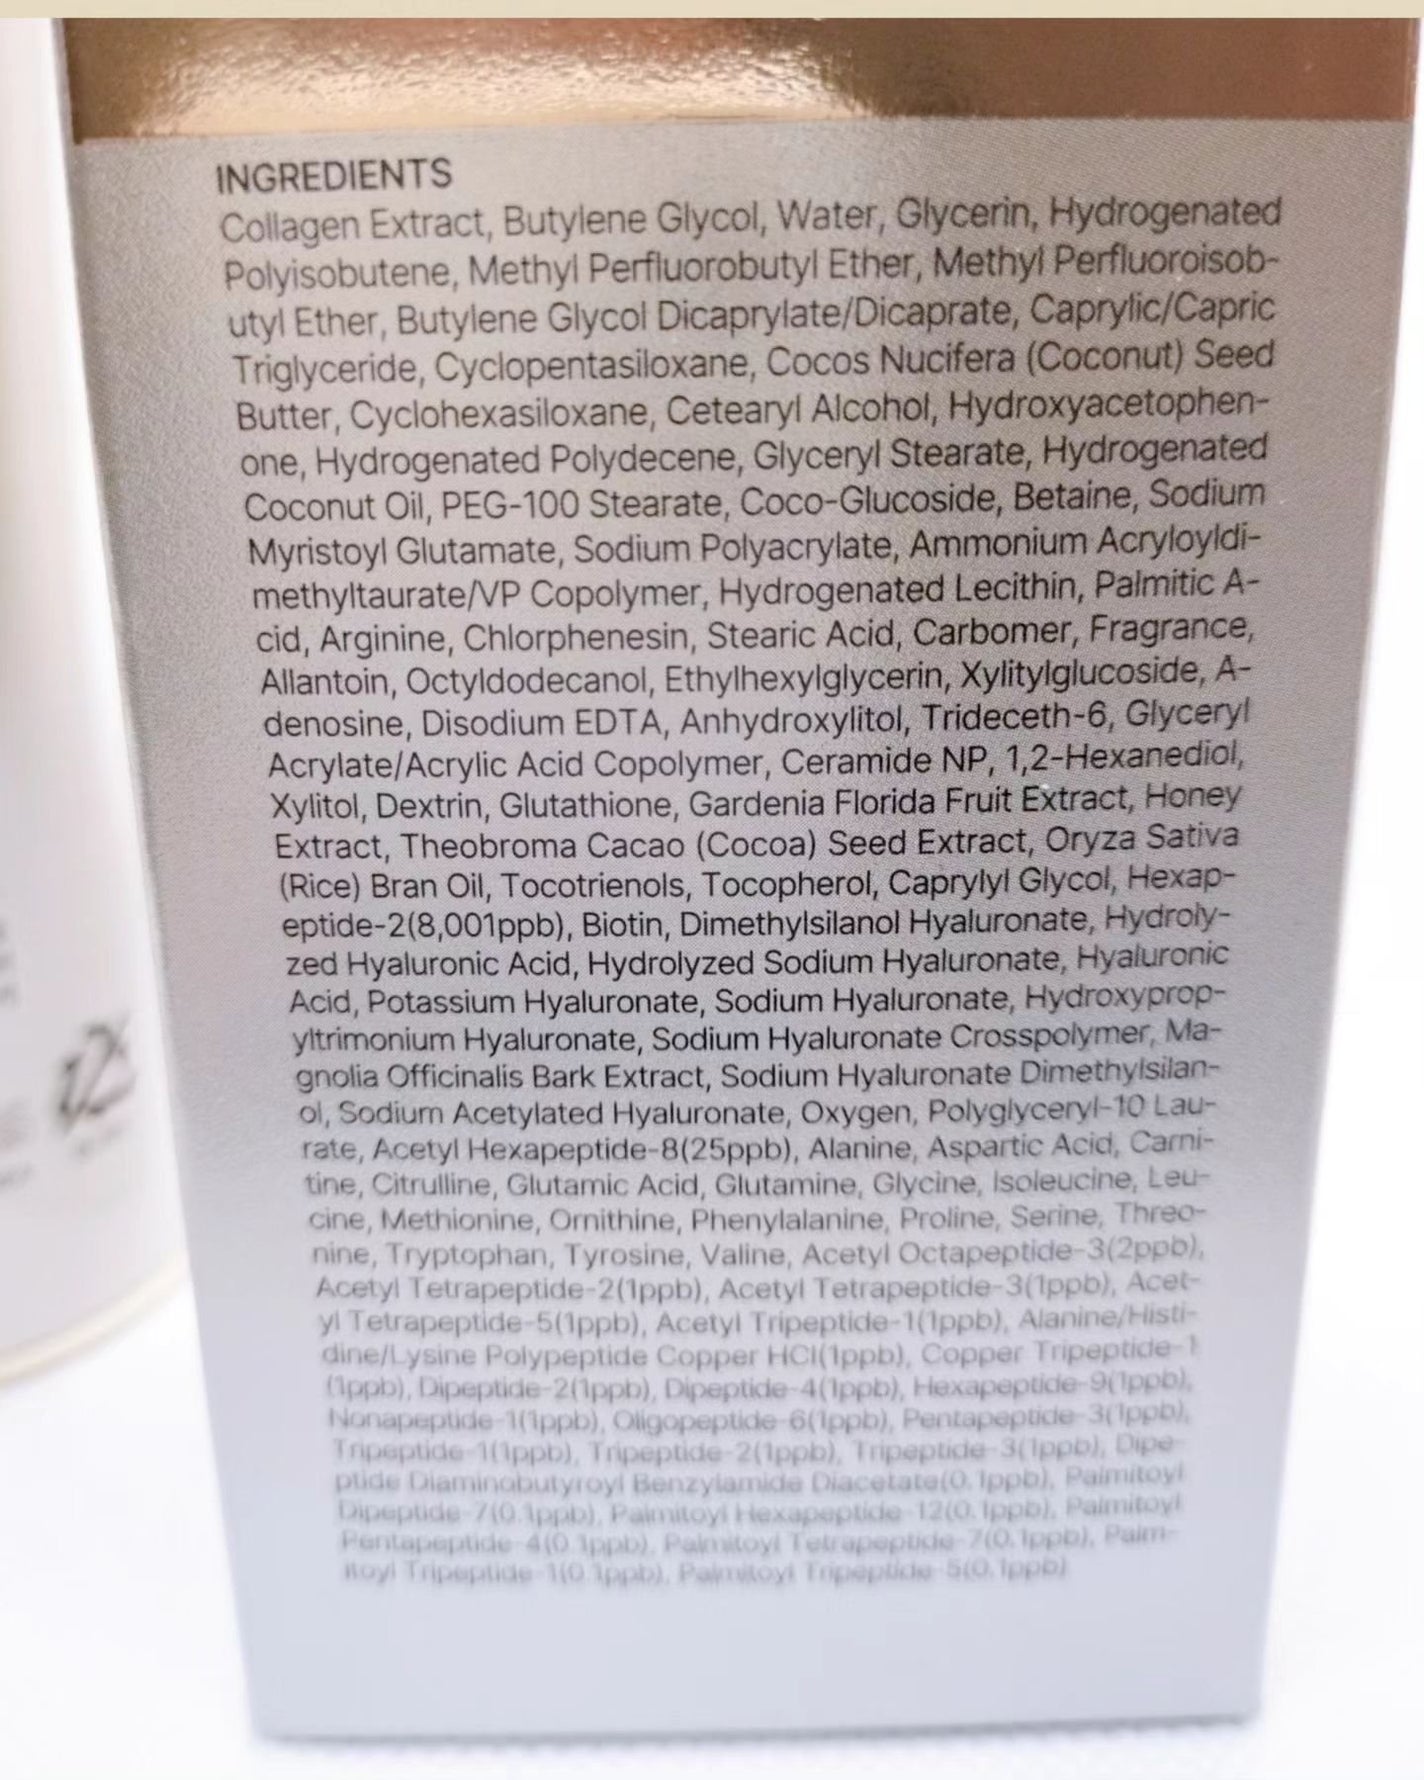 INGREDIENTS
Collagen Extract, Butylene Glycol, Water, Glycerin, Hydrogenated
Polyisobutene, Methyl Perfluorobutyl Ether, Methyl Perfluoroisob-
utyl Ether, Butylene Glycol Dicaprylate/Dicaprate, Caprylic/Capric
Triglyceride, Cyclopentasiloxane, Cocos Nucifera (Coconut) Seed
Butter, Cyclohexasiloxane, Cetearyl Alcohol, Hydroxyacetophen-
one, Hydrogenated Polydecene, Glyceryl Stearate, Hydrogenated
Coconut Oil, PEG-100 Stearate, Coco-Glucoside, Betaine, Sodium
Myristoyl Glutamate, Sodium Polyacrylate, Ammonium Acryloyldi-
methyltaurate/VP Copolymer, Hydrogenated Lecithin, Palmitic A-
cid, Arginine, Chlorphenesin, Stearic Acid, Carbomer, Fragrance,
Allantoin, Octyldodecanol, Ethylhexylglycerin, Xylitylglucoside, A-
denosine, Disodium EDTA, Anhydroxylitol, Trideceth-6, Glyceryl
Acrylate/Acrylic Acid Copolymer, Ceramide NP, 1,2-Hexanediol,
Xylitol, Dextrin, Glutathione, Gardenia Florida Fruit Extract, Honey
Extract, Theobroma Cacao (Cocoa) Seed Extract, Oryza Sativa
(Rice) Bran Oil, Tocotrienols, Tocopherol, Caprylyl Glycol, Hexap-
eptide-2(8,001ppb), Biotin, Dimethylsilanol Hyaluronate, Hydroly-
zed Hyaluronic Acid, Hydrolyzed Sodium Hyaluronate, Hyaluronic
Acid, Potassium Hyaluronate, Sodium Hyaluronate, Hydroxyprop-
yltrimonium Hyaluronate, Sodium Hyaluronate Crosspolymer, Ma-
gnolia Officinalis Bark Extract, Sodium Hyaluronate Dimethylsilan-
ol, Sodium Acetylated Hyaluronate, Oxygen, Polyglyceryl-10 Lau-
rate, Acetyl Hexapeptide-8(25ppb), Alanine, Aspartic Acid, Carni-
tine, Citrulline, Glutamic Acid, Glutamine, Glycine, Isoleucine, Leu-
cine, Methionine, Ornithine, Phenylalanine, Proline, Serine, Threo-
nine, Tryptophan, Tyrosine, Valine, Acetyl Octapeptide-3(2ppb),
Acetyl Tetrapeptide-2(1ppb), Acetyl Tetrapeptide-3(1ppb), Acet-
yl Tetrapeptide-5(1ppb), Acetyl Tripeptide-1(1ppb), Alanine/Histi-
dine/Lysine Polypeptide Copper HCl(1ppb), Copper Tripeptide-1
(1ppb), Dipeptide-2(1ppb), Dipeptide-4(1ppb), Hexapeptide-9(1ppb),
Nonapeptide-1(1ppb), Oligopeptide-6(1ppb), Pentapeptide-3(1ppb),
Tripeptide-1(1ppb), Tripeptide-2(1ppb), Tripeptide-3(1ppb), Dipe-
ptide Diaminobutyroyl Benzylamide Diacetate(0.1ppb), Palmitoyl
Dipeptide-7(0.1ppb), Palmitoyl Hexapeptide-12(0.1ppb), Palmitoyl
Pentapeptide-4(0.1ppb), Palmitoyl Tetrapeptide-7(0.1ppb), Palm-
itoyl Tripeptide-1(0.1ppb), Palmitoyl Tripeptide-5(0.1ppb)